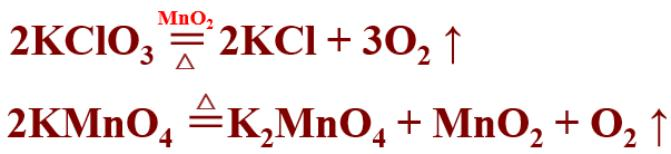 2KClO₃ MnO₂ ═ △ 2KCl + 3O₂ ↑
2KMnO₄ △ ═ K₂MnO₄ + MnO₂ + O₂ ↑